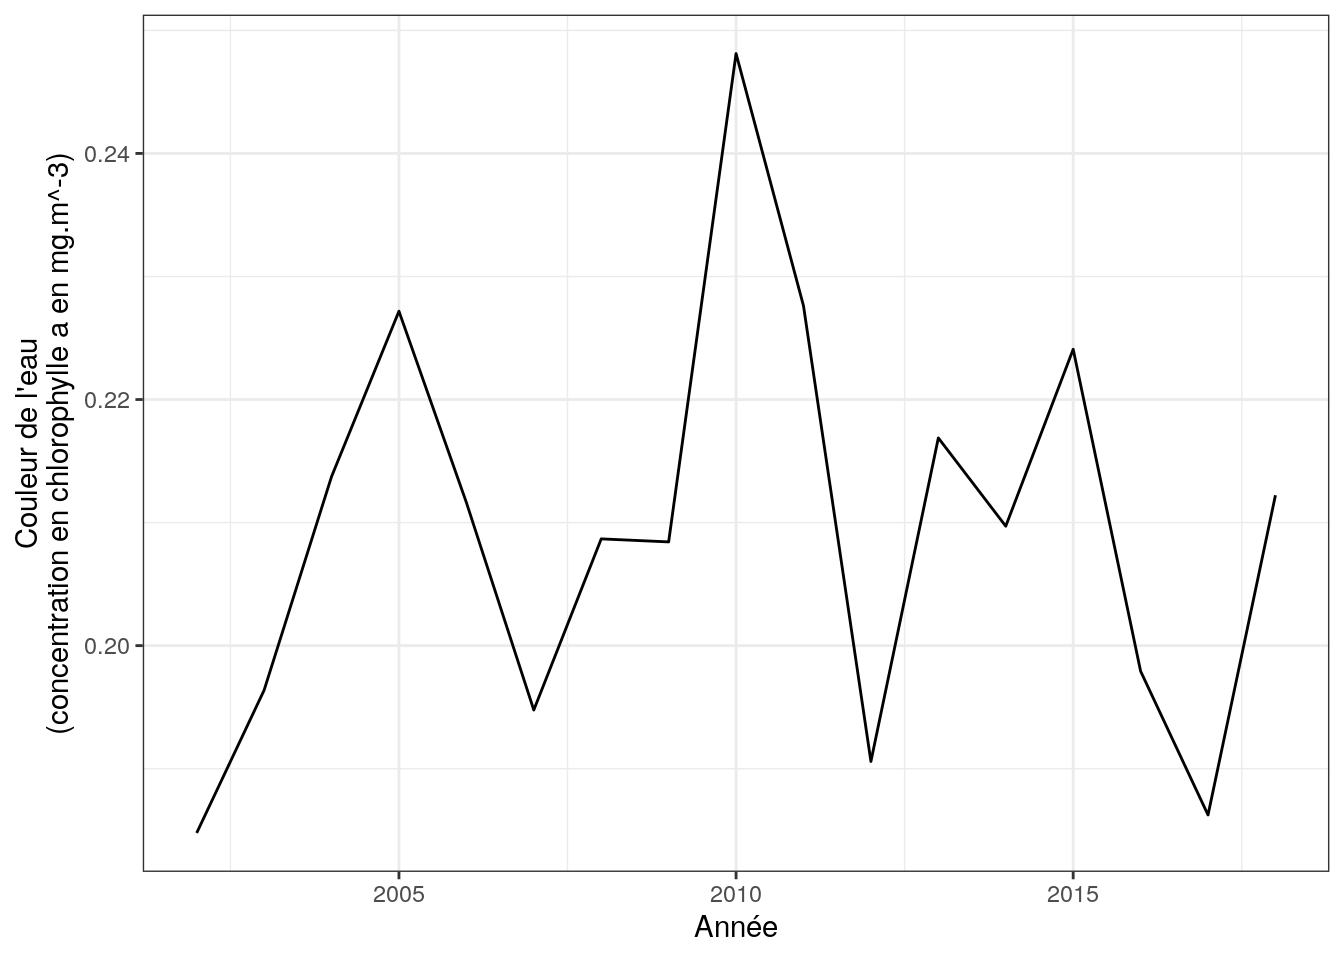 Couleur de l'eau
(concentration en chlorophylle a en mg.m^-3)
0.24
0.22
0.20
2005
2010
2015
Année